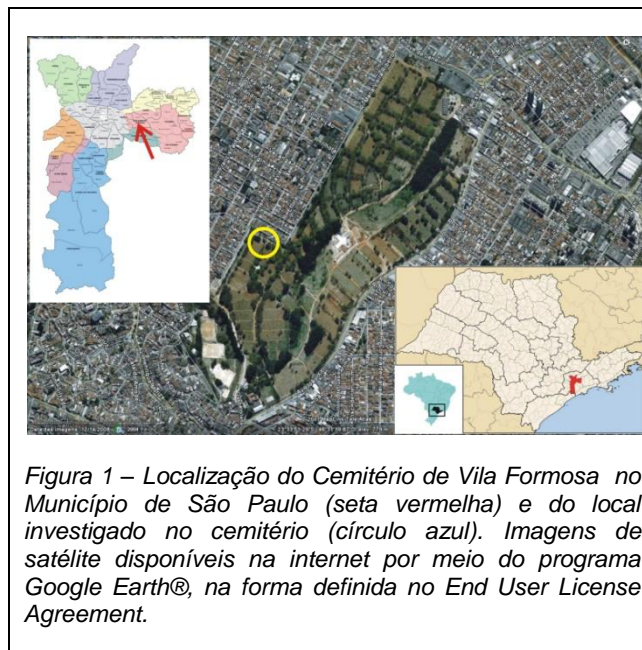 Figura 1 – Localização do Cemitério de Vila Formosa no
Município de São Paulo (seta vermelha) e do local
investigado no cemitério (círculo azul). Imagens de
satélite disponíveis na internet por meio do programa
Google Earth®, na forma definida no End User License
Agreement.